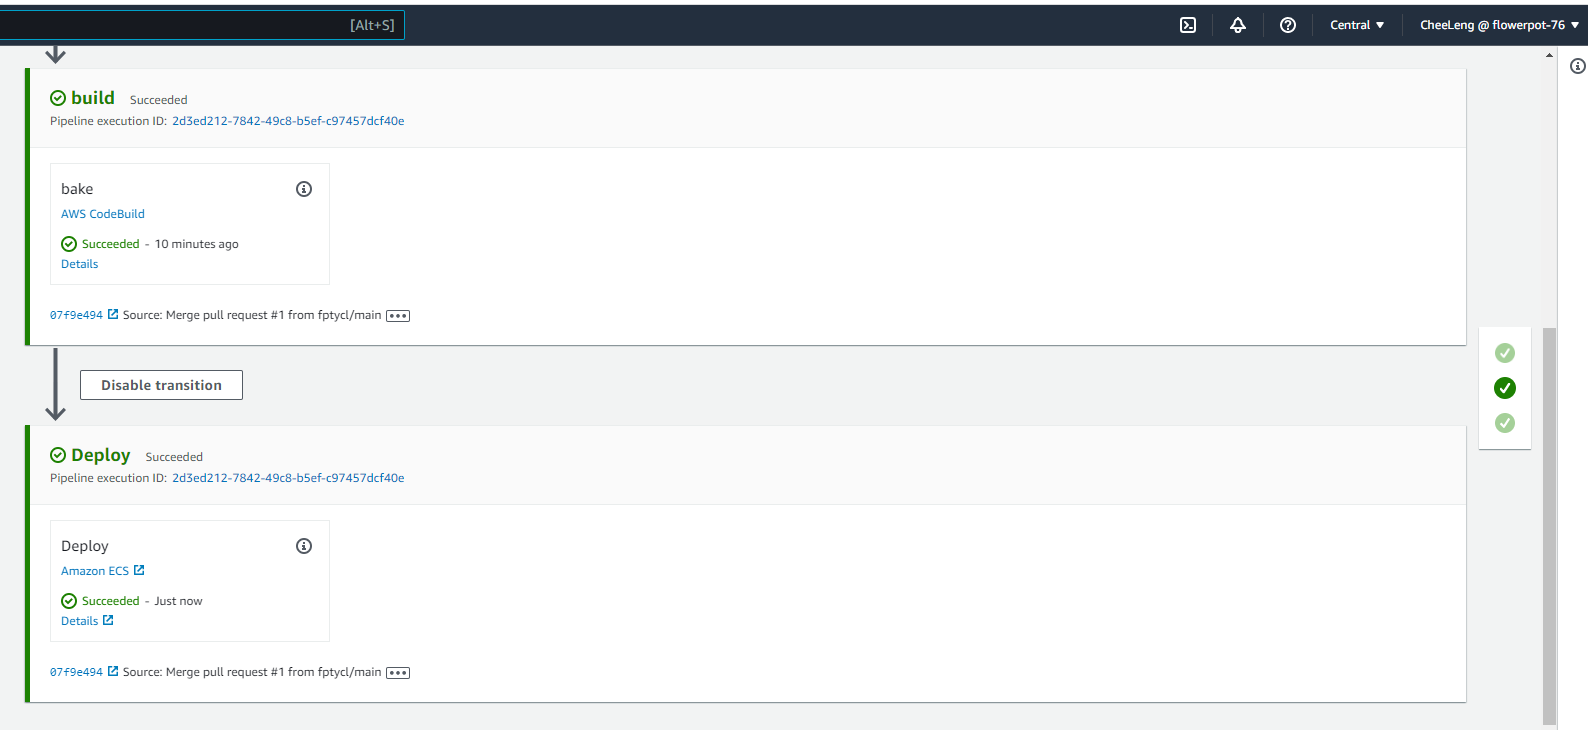 [Alt+S]
Central
CheeLeng @ flowerpot-76
build Succeeded
Pipeline execution ID: 2d3ed212-7842-49c8-b5ef-c97457dcf40e
bake
AWS CodeBuild
Succeeded - 10 minutes ago
Details
07f9e494 Source: Merge pull request #1 from fptycl/main
Disable transition
Deploy Succeeded
Pipeline execution ID: 2d3ed212-7842-49c8-b5ef-c97457dcf40e
Deploy
Amazon ECS
Succeeded - Just now
Details
07f9e494 Source: Merge pull request #1 from fptycl/main